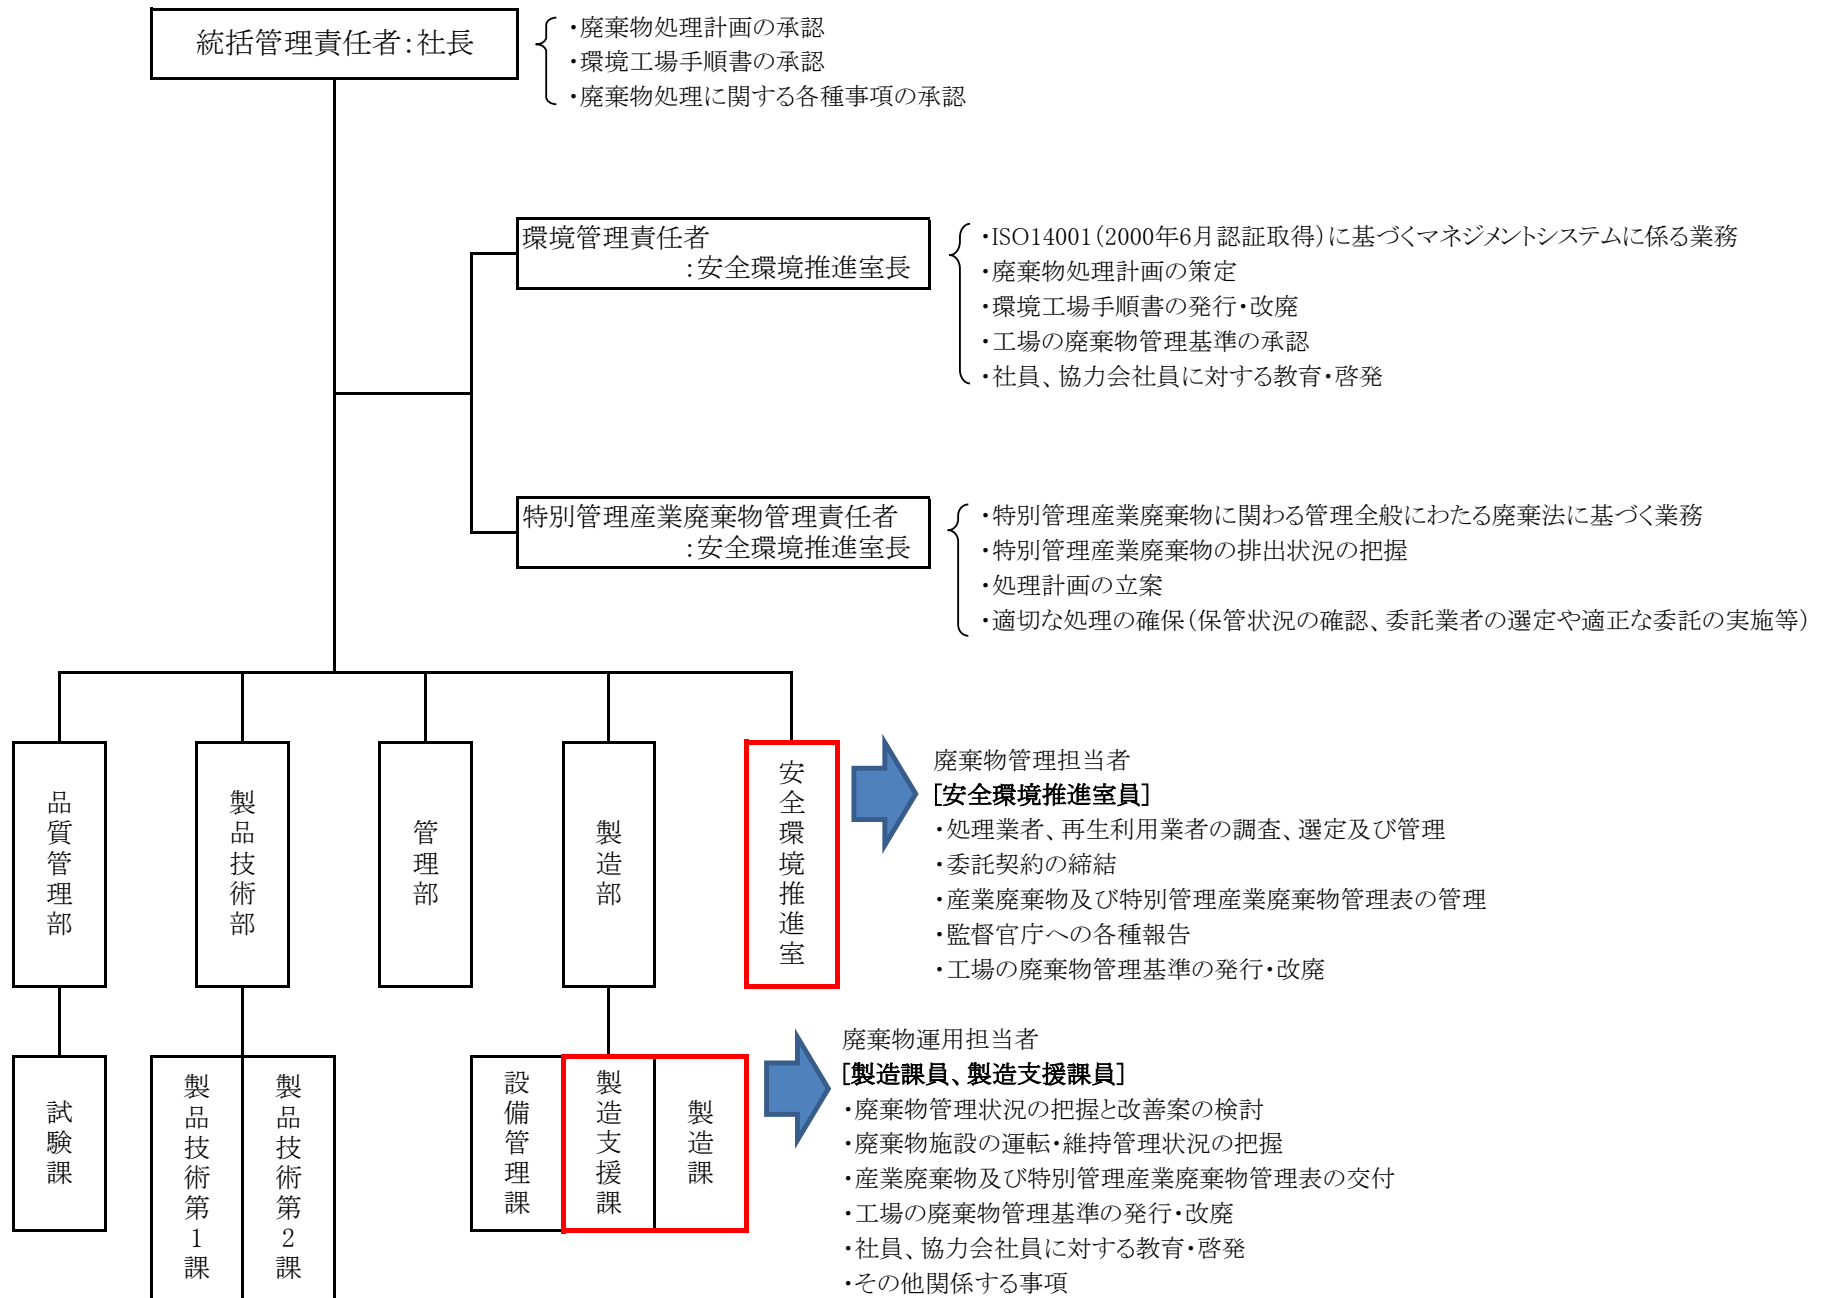 統括管理責任者：社長
・廃棄物処理計画の承認
・環境工場手順書の承認
・廃棄物処理に関する各種事項の承認
環境管理責任者
：安全環境推進室長
・ISO14001（2000年6月認証取得）に基づくマネジメントシステムに係る業務
・廃棄物処理計画の策定
・環境工場手順書の発行・改廃
・工場の廃棄物管理基準の承認
・社員、協力会社員に対する教育・啓発
特別管理産業廃棄物管理責任者
：安全環境推進室長
・特別管理産業廃棄物に関わる管理全般にわたる廃棄法に基づく業務
・特別管理産業廃棄物の排出状況の把握
・処理計画の立案
・適切な処理の確保（保管状況の確認、委託業者の選定や適正な委託の実施等）
品質管理部
製品技術部
管理部
製造部
安全環境推進室
廃棄物管理担当者
[安全環境推進室員]
・処理業者、再生利用業者の調査、選定及び管理
・委託契約の締結
・産業廃棄物及び特別管理産業廃棄物管理表の管理
・監督官庁への各種報告
・工場の廃棄物管理基準の発行・改廃
試験課
製品技術第1課
製品技術第2課
設備管理課
製造支援課
製造課
廃棄物運用担当者
[製造課員、製造支援課員]
・廃棄物管理状況の把握と改善案の検討
・廃棄物施設の運転・維持管理状況の把握
・産業廃棄物及び特別管理産業廃棄物管理表の交付
・工場の廃棄物管理基準の発行・改廃
・社員、協力会社員に対する教育・啓発
・その他関係する事項